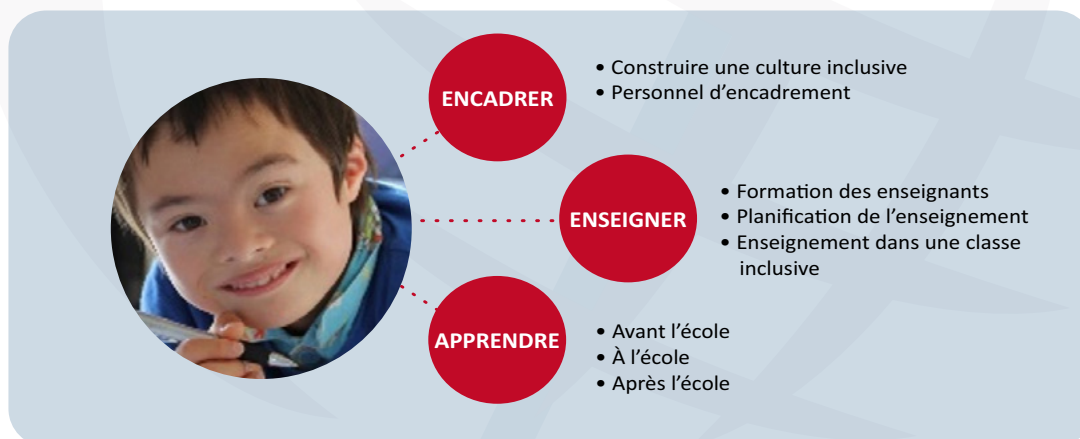 ENCADRER
• Construire une culture inclusive
• Personnel d’encadrement
ENSEIGNER
• Formation des enseignants
• Planification de l’enseignement
• Enseignement dans une classe
inclusive
APPRENDRE
• Avant l’école
• À l’école
• Après l’école